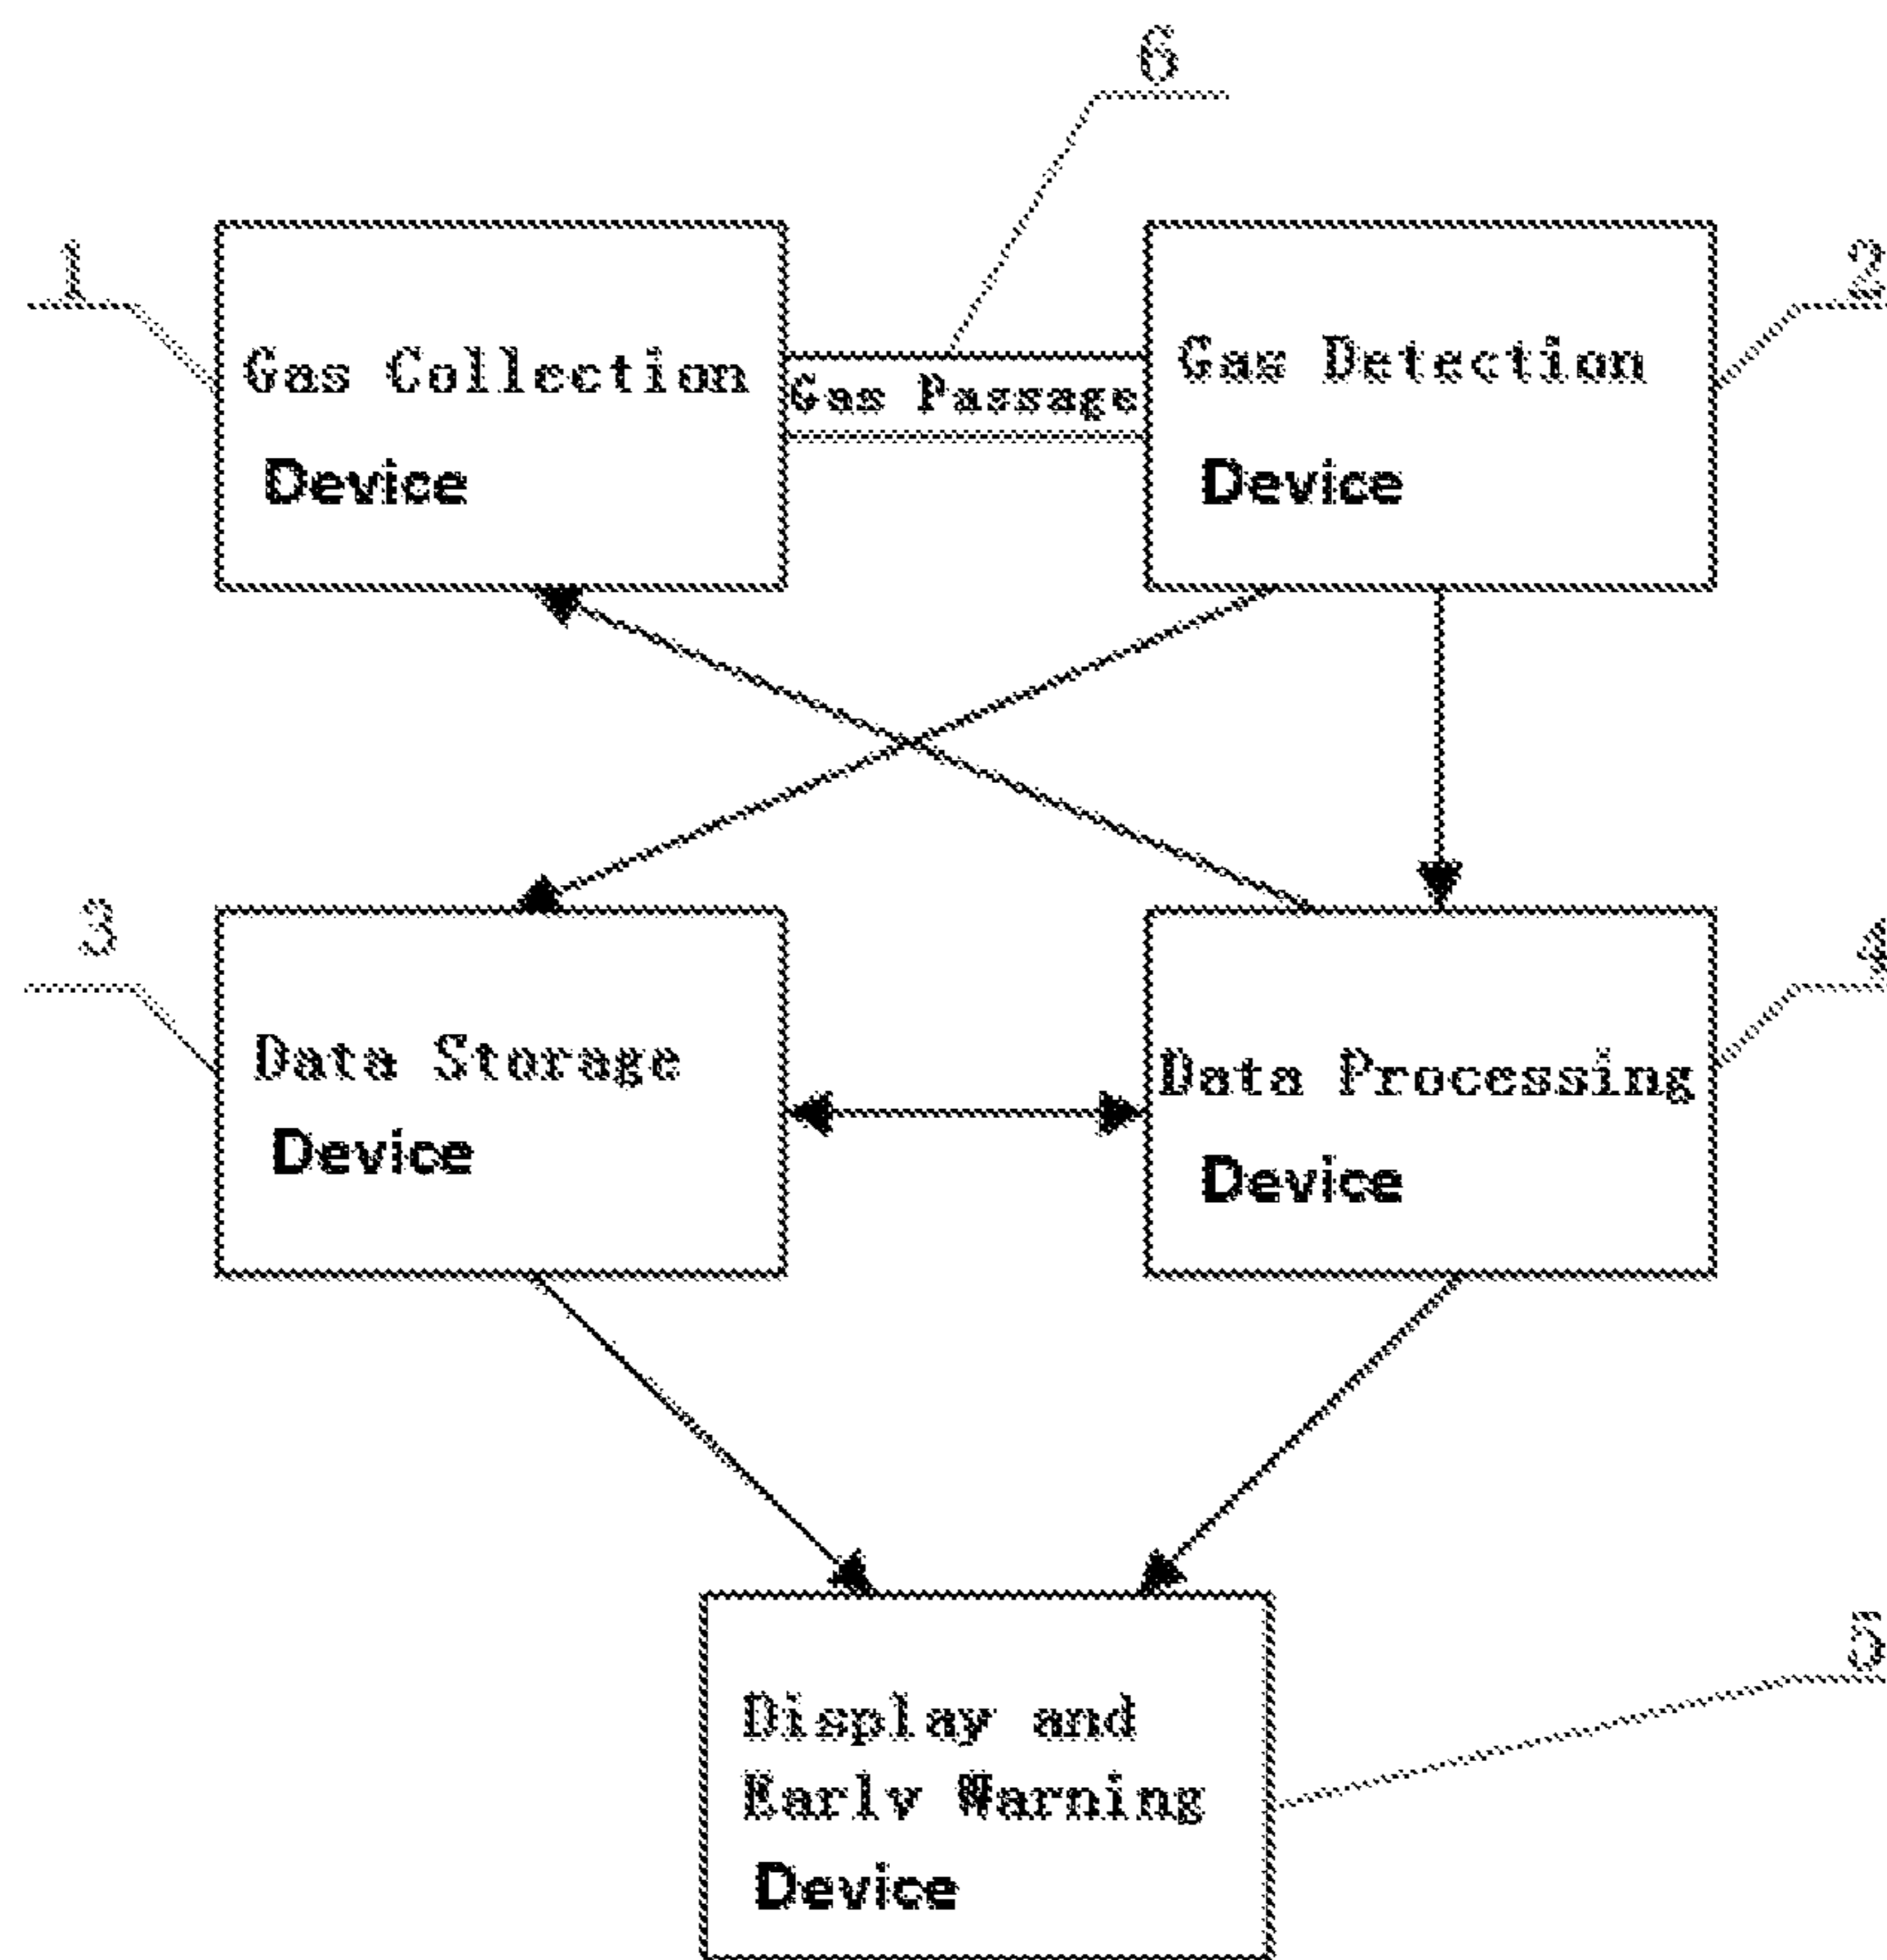 6
1
2
Gas Collection
Device
Gas Passage
Gas Detection
Device
3
4
Data Storage
Device
Data Processing
Device
5
Display and
Early Warning
Device